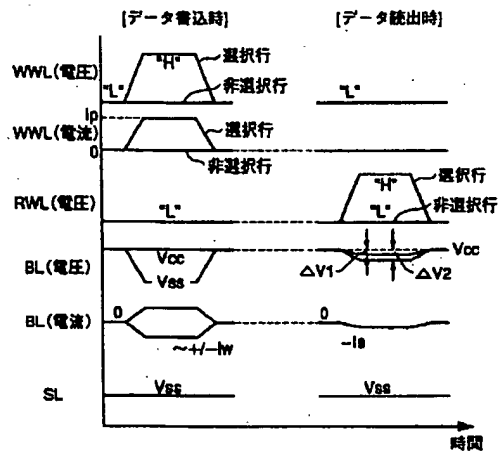 [データ書込時] [データ読出時]
WWL(電圧) "L" "H" 選択行 非選択行 "L"
WWL(電流) Ip 0 選択行 非選択行
RWL(電圧) "L" "H" "L" 選択行 非選択行
BL(電圧) Vcc Vss Vcc ΔV1 ΔV2
BL(電流) 0 ~+/-Iw 0 -Is
SL Vss Vss
時間